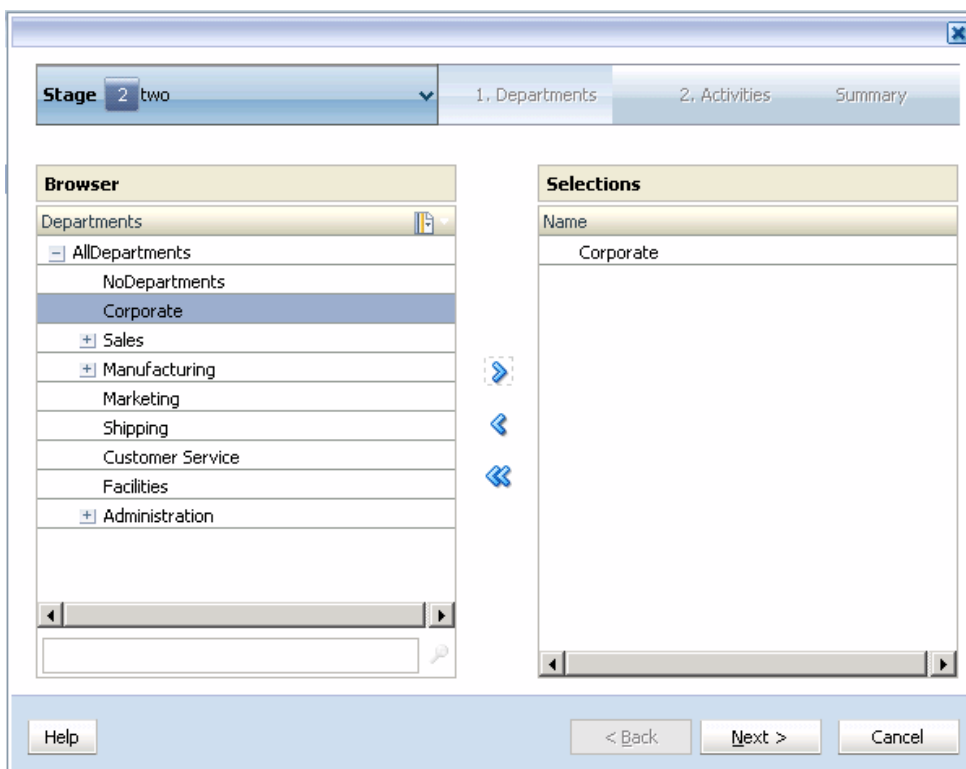 Stage 2 two 1. Departments 2. Activities Summary
Browser
Departments
AllDepartments
NoDepartments
Corporate
Sales
Manufacturing
Marketing
Shipping
Customer Service
Facilities
Administration
Selections
Name
Corporate
Help < Back Next > Cancel